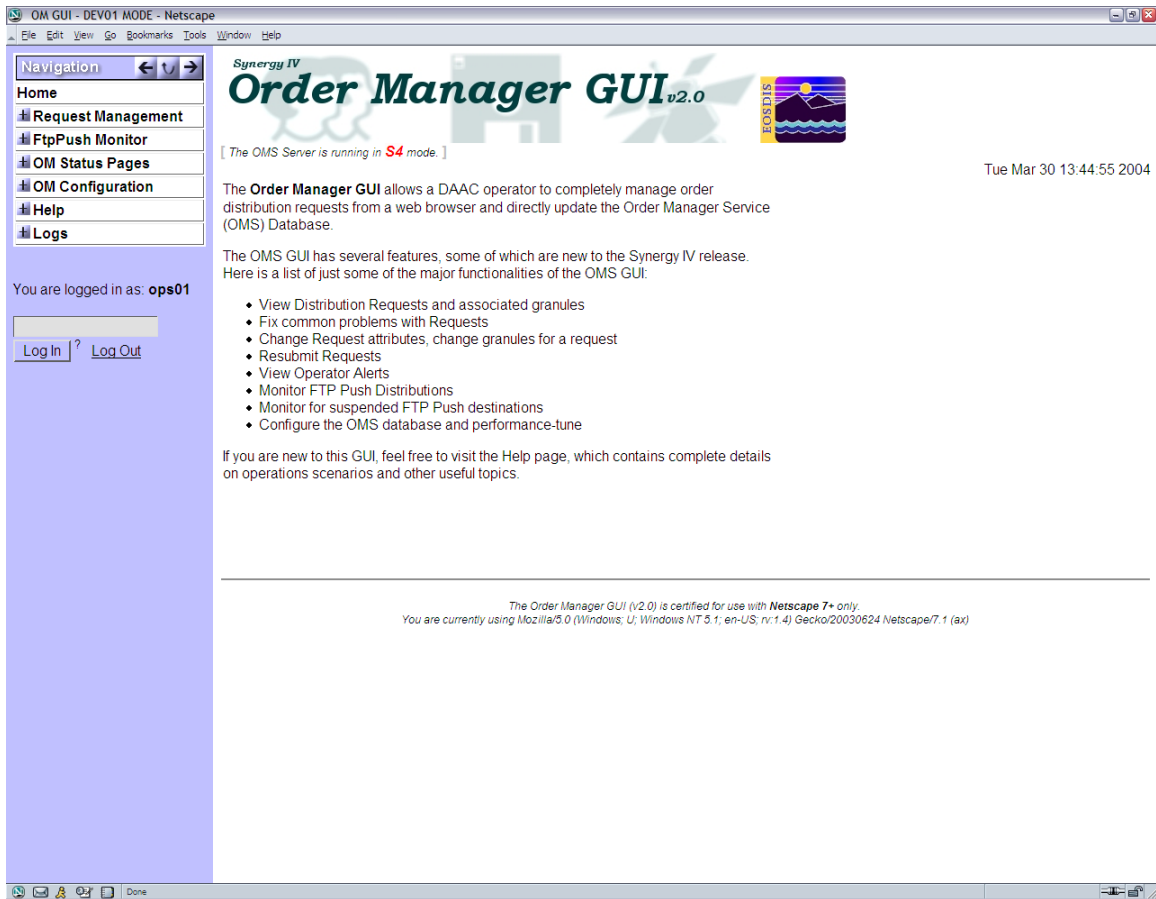 OM GUI - DEV01 MODE - Netscape
File Edit View Go Bookmarks Tools Window Help
Navigation
Home
Request Management
FtpPush Monitor
OM Status Pages
OM Configuration
Help
Logs
You are logged in as: ops01
Log In ? Log Out
Synergy IV
Order Manager GUI v2.0
EOSDIS
[ The OMS Server is running in S4 mode. ]
Tue Mar 30 13:44:55 2004
The Order Manager GUI allows a DAAC operator to completely manage order
distribution requests from a web browser and directly update the Order Manager Service
(OMS) Database.
The OMS GUI has several features, some of which are new to the Synergy IV release.
Here is a list of just some of the major functionalities of the OMS GUI:
• View Distribution Requests and associated granules
• Fix common problems with Requests
• Change Request attributes, change granules for a request
• Resubmit Requests
• View Operator Alerts
• Monitor FTP Push Distributions
• Monitor for suspended FTP Push destinations
• Configure the OMS database and performance-tune
If you are new to this GUI, feel free to visit the Help page, which contains complete details
on operations scenarios and other useful topics.
The Order Manager GUI (v2.0) is certified for use with Netscape 7+ only.
You are currently using Mozilla/5.0 (Windows; U; Windows NT 5.1; en-US; rv:1.4) Gecko/20030624 Netscape/7.1 (ax)
Done